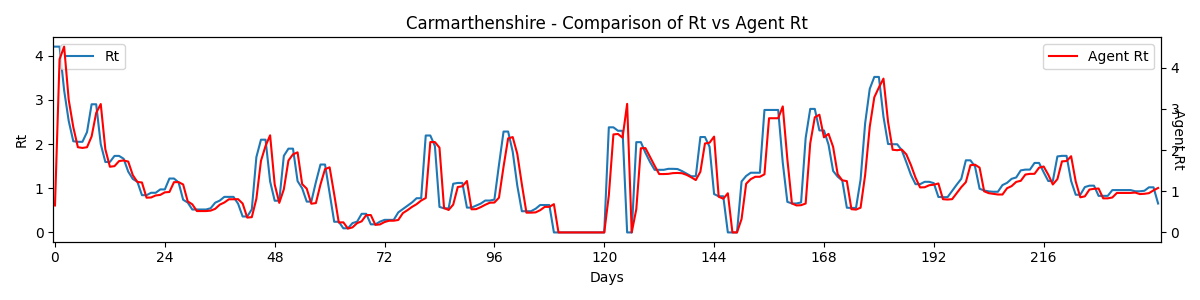 Carmarthenshire - Comparison of Rt vs Agent Rt
Rt
Agent Rt
4
3
2
1
0
Rt
4
3
2
1
0
Agent Rt
0 24 48 72 96 120 144 168 192 216
Days